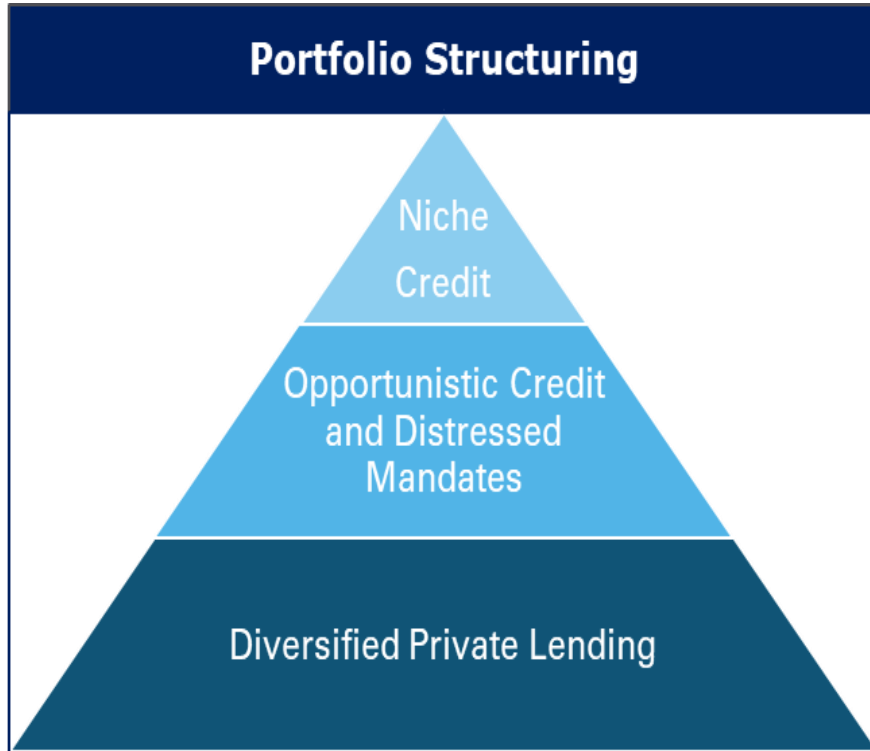 Portfolio Structuring
Niche
Credit
Opportunistic Credit
and Distressed
Mandates
Diversified Private Lending